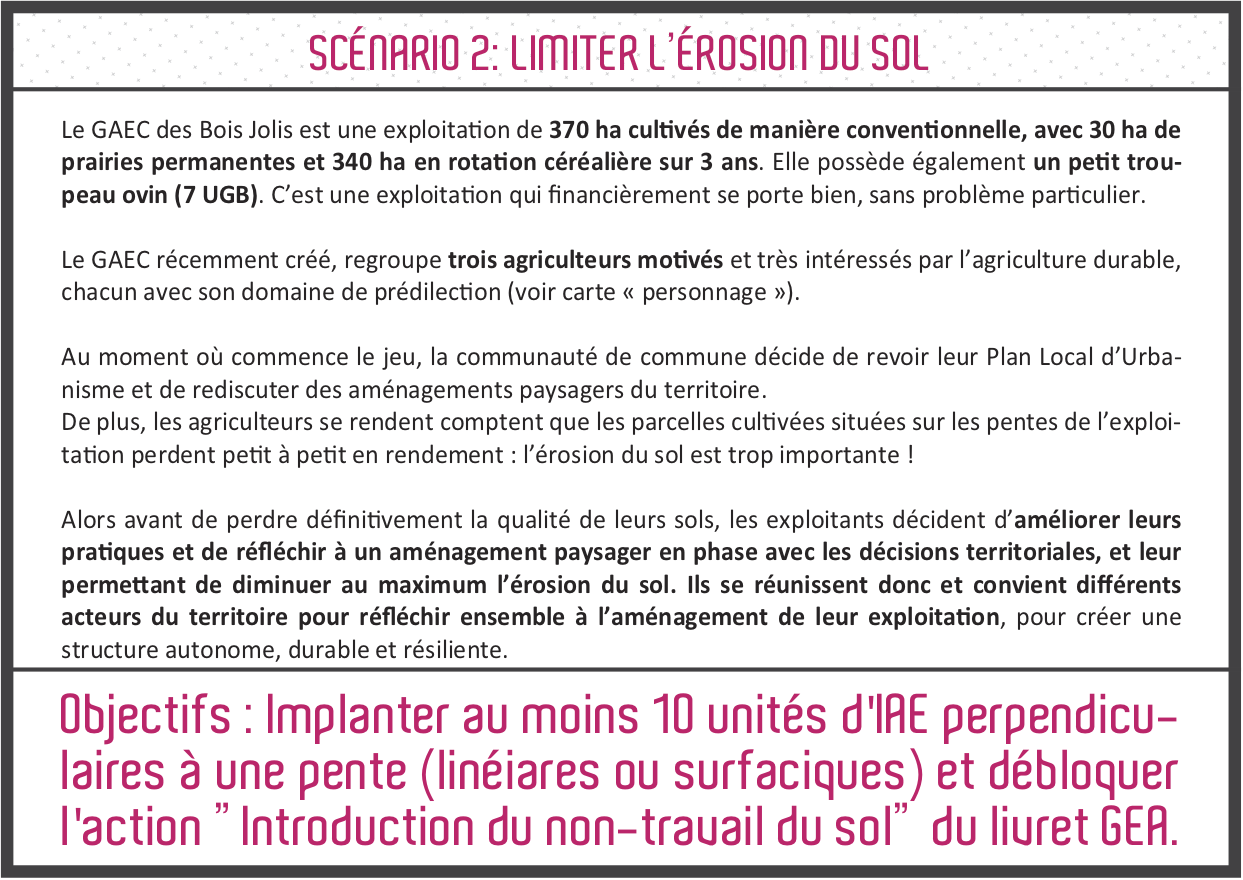 SCÉNARIO 2: LIMITER L'ÉROSION DU SOL
Le GAEC des Bois Jolis est une exploitation de 370 ha cultivés de manière conventionnelle, avec 30 ha de
prairies permanentes et 340 ha en rotation céréalière sur 3 ans. Elle possède également un petit trou-
peau ovin (7 UGB). C'est une exploitation qui financièrement se porte bien, sans problème particulier.
Le GAEC récemment créé, regroupe trois agriculteurs motivés et très intéressés par l'agriculture durable,
chacun avec son domaine de prédilection (voir carte « personnage »).
Au moment où commence le jeu, la communauté de commune décide de revoir leur Plan Local d'Urba-
nisme et de rediscuter des aménagements paysagers du territoire.
De plus, les agriculteurs se rendent comptent que les parcelles cultivées situées sur les pentes de l'exploi-
tation perdent petit à petit en rendement : l'érosion du sol est trop importante !
Alors avant de perdre définitivement la qualité de leurs sols, les exploitants décident d'améliorer leurs
pratiques et de réfléchir à un aménagement paysager en phase avec les décisions territoriales, et leur
permettant de diminuer au maximum l'érosion du sol. Ils se réunissent donc et convient différents
acteurs du territoire pour réfléchir ensemble à l'aménagement de leur exploitation, pour créer une
structure autonome, durable et résiliente.
Objectifs : Implanter au moins 10 unités d'IAE perpendicu-
laires à une pente (linéiares ou surfaciques) et débloquer
l'action " Introduction du non-travail du sol" du livret GEA.